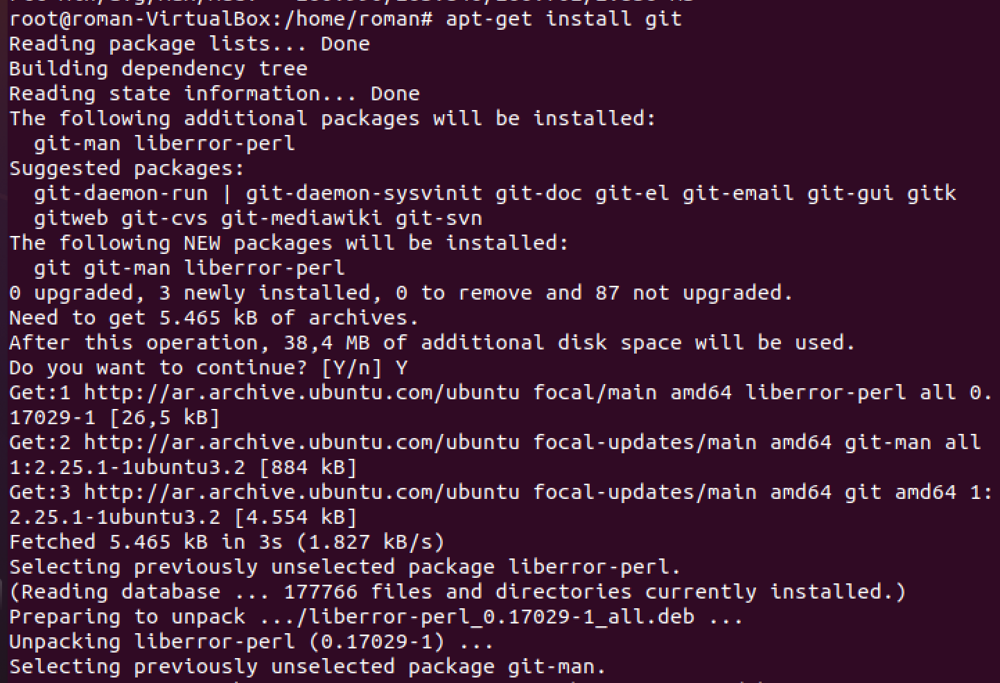 root@roman-VirtualBox:/home/roman# apt-get install git
Reading package lists... Done
Building dependency tree
Reading state information... Done
The following additional packages will be installed:
  git-man liberror-perl
Suggested packages:
  git-daemon-run | git-daemon-sysvinit git-doc git-el git-email git-gui gitk
  gitweb git-cvs git-mediawiki git-svn
The following NEW packages will be installed:
  git git-man liberror-perl
0 upgraded, 3 newly installed, 0 to remove and 87 not upgraded.
Need to get 5.465 kB of archives.
After this operation, 38,4 MB of additional disk space will be used.
Do you want to continue? [Y/n] Y
Get:1 http://ar.archive.ubuntu.com/ubuntu focal/main amd64 liberror-perl all 0.
17029-1 [26,5 kB]
Get:2 http://ar.archive.ubuntu.com/ubuntu focal-updates/main amd64 git-man all
1:2.25.1-1ubuntu3.2 [884 kB]
Get:3 http://ar.archive.ubuntu.com/ubuntu focal-updates/main amd64 git amd64 1:
2.25.1-1ubuntu3.2 [4.554 kB]
Fetched 5.465 kB in 3s (1.827 kB/s)
Selecting previously unselected package liberror-perl.
(Reading database ... 177766 files and directories currently installed.)
Preparing to unpack .../liberror-perl_0.17029-1_all.deb ...
Unpacking liberror-perl (0.17029-1) ...
Selecting previously unselected package git-man.